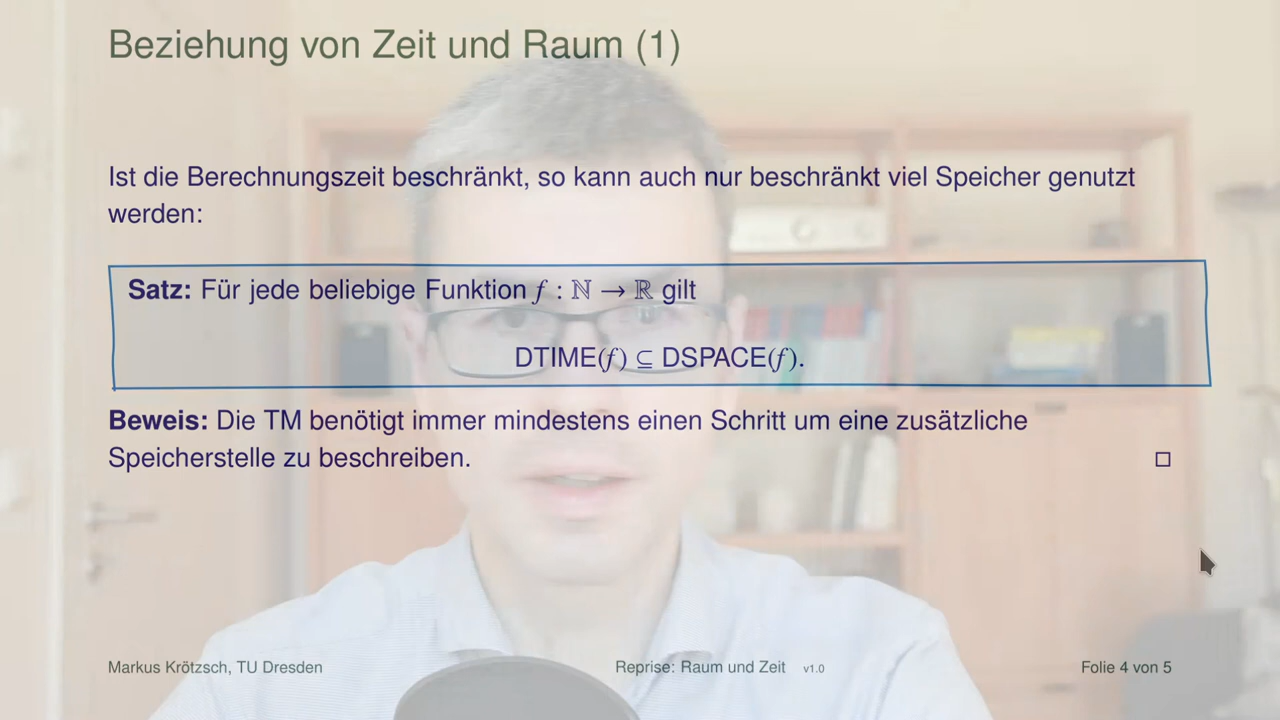 Beziehung von Zeit und Raum (1)
Ist die Berechnungszeit beschränkt, so kann auch nur beschränkt viel Speicher genutzt
werden:
Satz: Für jede beliebige Funktion f : ℕ → ℝ gilt
DTIME(f) ⊆ DSPACE(f).
Beweis: Die TM benötigt immer mindestens einen Schritt um eine zusätzliche
Speicherstelle zu beschreiben. □
Markus Krötzsch, TU Dresden Reprise: Raum und Zeit v1.0 Folie 4 von 5